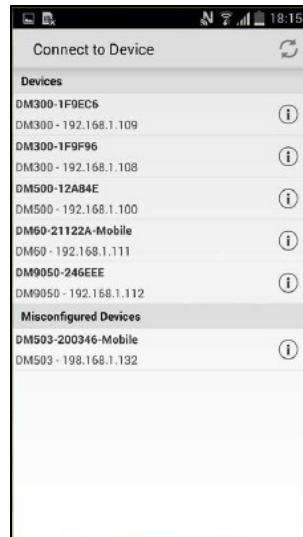 18:15
Connect to Device
Devices
DM300-1F9EC6
DM300 - 192.168.1.109
DM300-1F9F96
DM300 - 192.168.1.108
DM500-12A84E
DM500 - 192.168.1.100
DM60-21122A-Mobile
DM60 - 192.168.1.111
DM9050-246EEE
DM9050 - 192.168.1.112
Misconfigured Devices
DM503-200346-Mobile
DM503 - 198.168.1.132